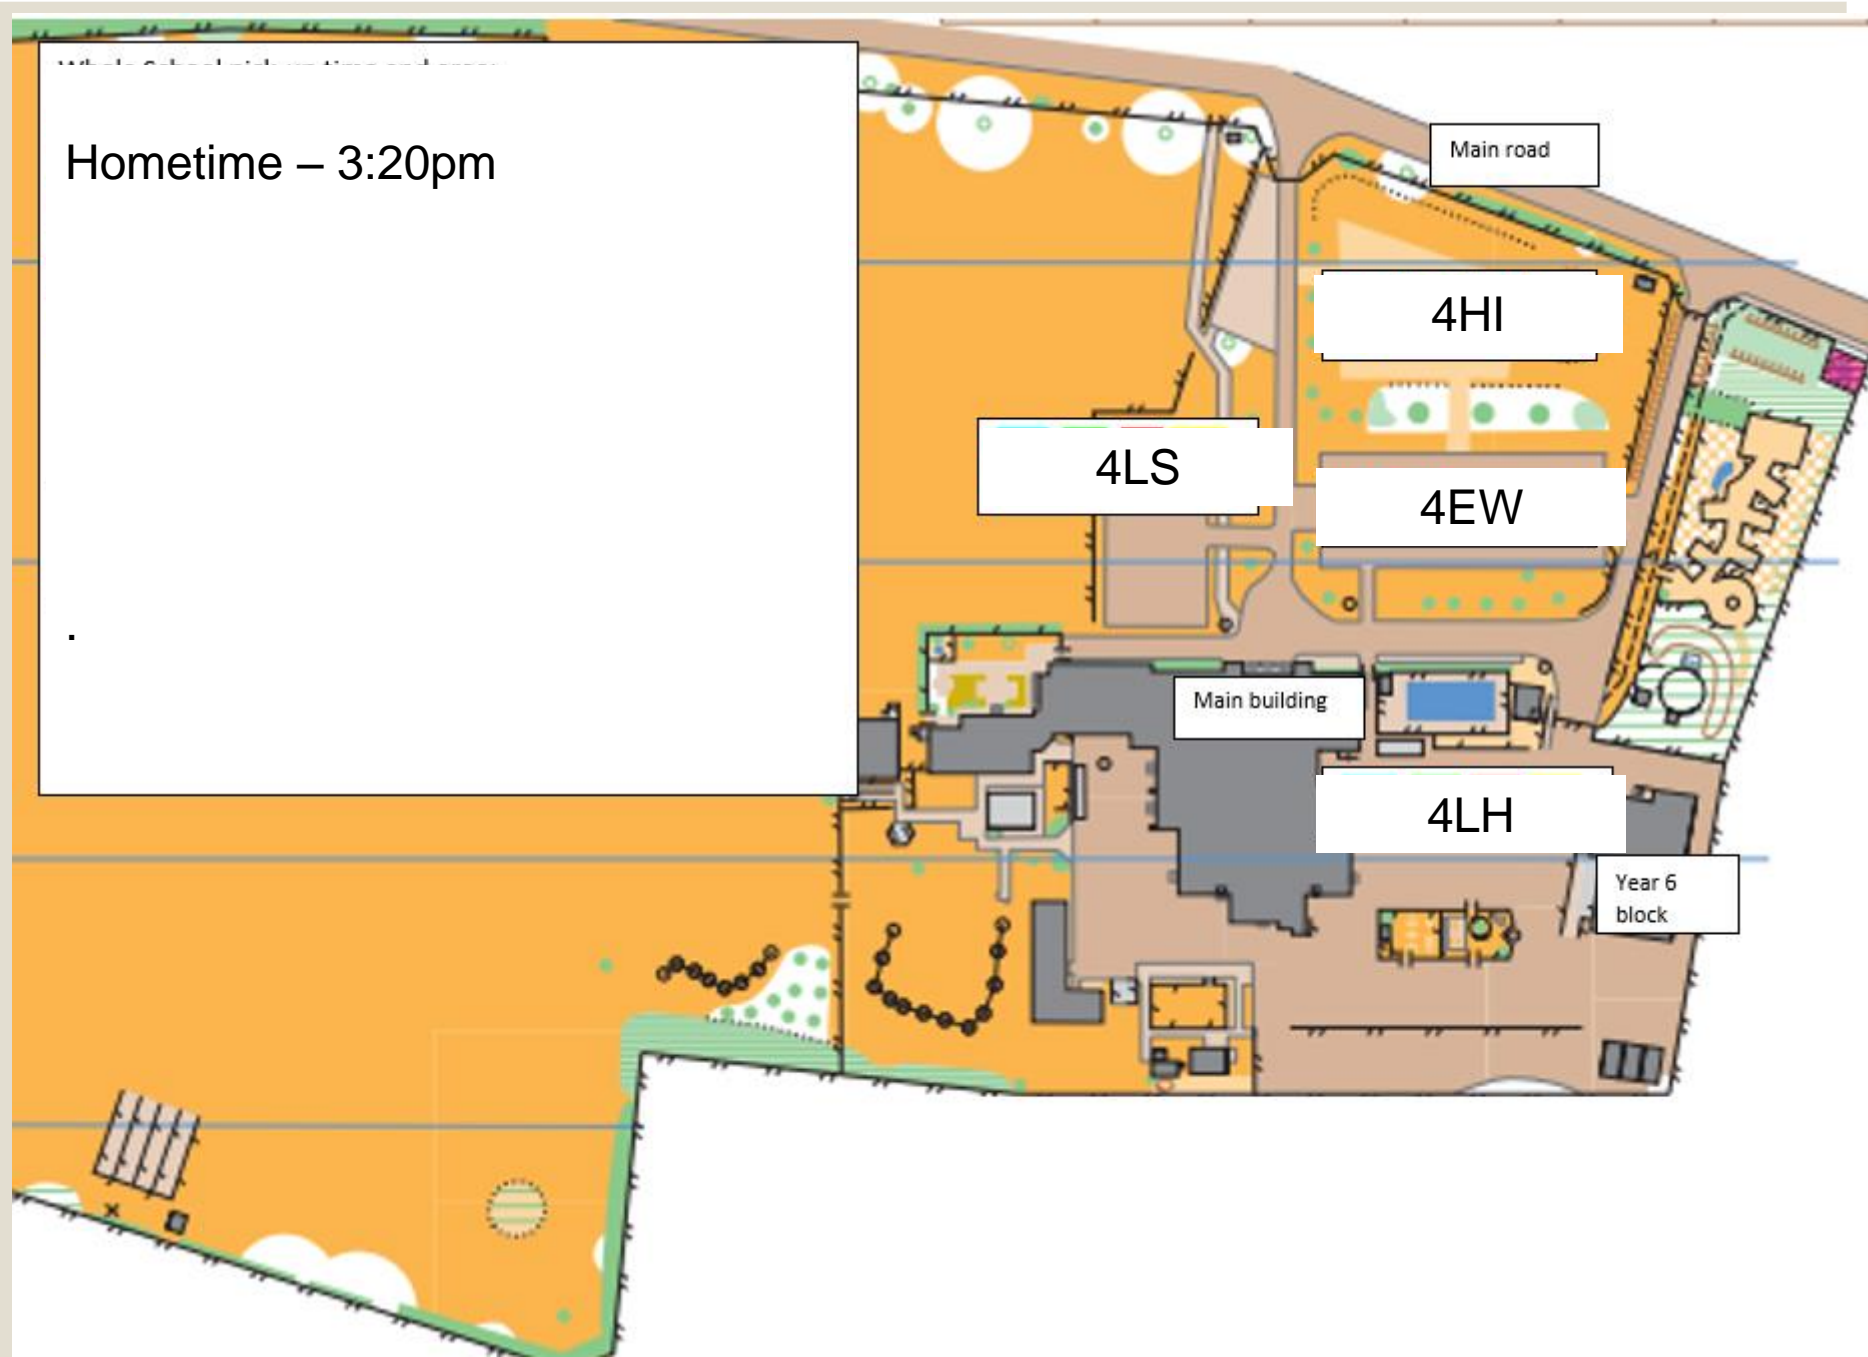 Hometime – 3:20pm
.
Main road
4HI
4LS
4EW
Main building
4LH
Year 6
block